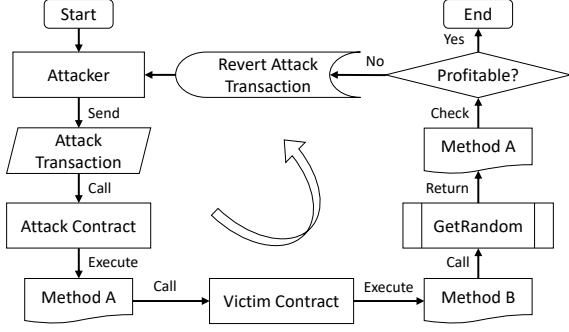 Start
End
Yes
Attacker
Revert Attack
Transaction
No
Profitable?
Send
Check
Attack
Transaction
Method A
Call
Return
Attack Contract
GetRandom
Execute
Call
Method A
Call
Victim Contract
Execute
Method B